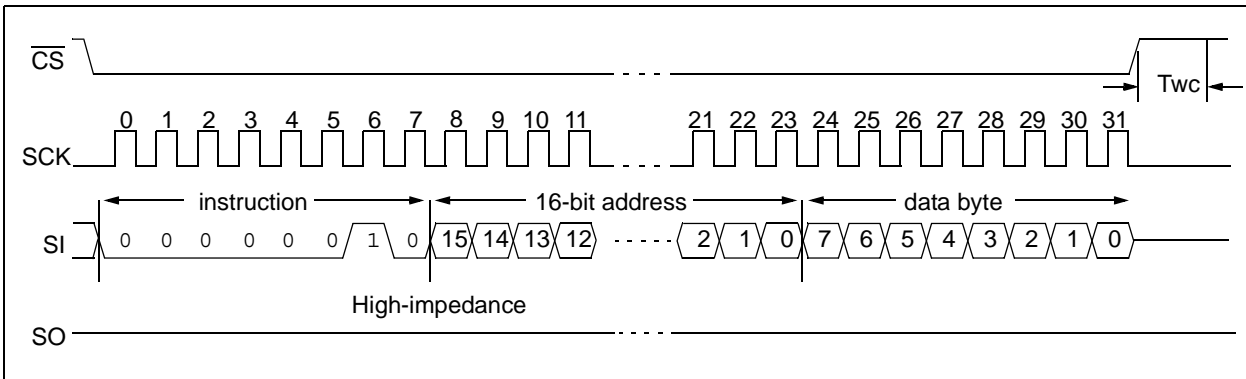 CS
Twc
0 1 2 3 4 5 6 7 8 9 10 11 21 22 23 24 25 26 27 28 29 30 31
SCK
instruction 16-bit address data byte
SI 0 0 0 0 0 0 1 0 15 14 13 12 2 1 0 7 6 5 4 3 2 1 0
High-impedance
SO